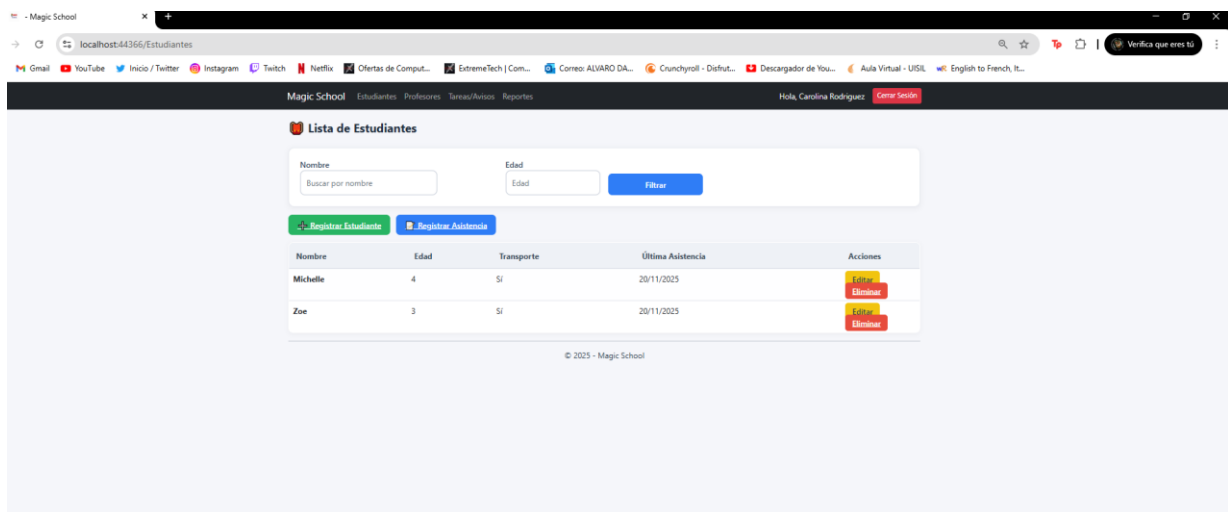 - Magic School
localhost:44366/Estudiantes
Tp
Verifica que eres tú
Gmail YouTube Inicio / Twitter Instagram Twitch Netflix Ofertas de Comput... ExtremeTech | Com... Correo: ALVARO DA... Crunchyroll - Disfrut... Descargador de You... Aula Virtual - UISIL WR English to French, It...
Magic School Estudiantes Profesores Tareas/Avisos Reportes Hola, Carolina Rodriguez Cerrar Sesión
Lista de Estudiantes
Nombre Edad
Buscar por nombre Edad Filtrar
Registrar Estudiante Registrar Asistencia
Nombre Edad Transporte Última Asistencia Acciones
Michelle 4 Sí 20/11/2025 Editar
Eliminar
Zoe 3 Sí 20/11/2025 Editar
Eliminar
© 2025 - Magic School